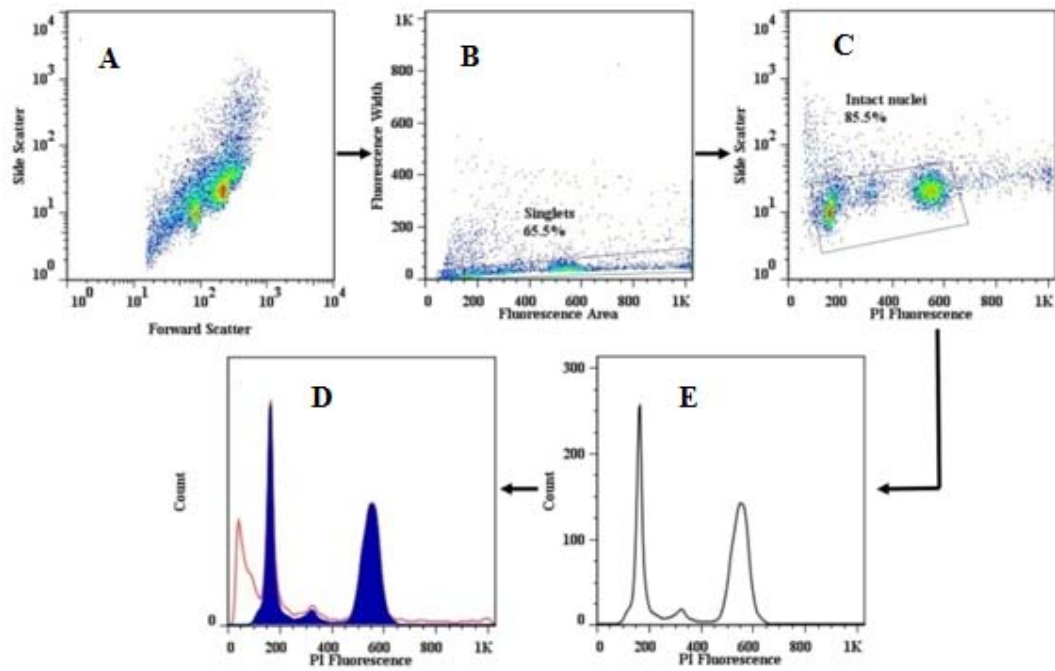 A
Side Scatter
10^4
10^3
10^2
10^1
10^0
10^0 10^1 10^2 10^3 10^4
Forward Scatter
B
Fluorescence Width
1K
800
600
400
200
0
Singlets
65.5%
0 200 400 600 800 1K
Fluorescence Area
C
Side Scatter
10^4
10^3
10^2
10^1
10^0
Intact nuclei
85.5%
0 200 400 600 800 1K
PI Fluorescence
D
Count
0
0 200 400 600 800 1K
PI Fluorescence
E
Count
300
200
100
0
0 200 400 600 800 1K
PI Fluorescence